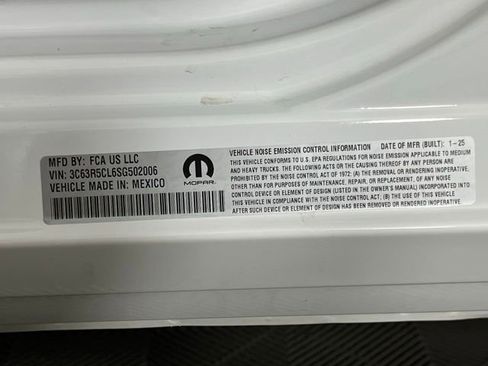 MFD BY: FCA US LLC
VIN: 3C63R5CL6SG502006
VEHICLE MADE IN: MEXICO
MOPAR
VEHICLE NOISE EMISSION CONTROL INFORMATION DATE OF MFR (BUILT): 1-25
THIS VEHICLE CONFORMS TO U.S. EPA REGULATIONS FOR NOISE EMISSION APPLICABLE TO MEDIUM
AND HEAVY TRUCKS. THE FOLLOWING ACTS OR THE CAUSING THEREOF BY ANY PERSON ARE
PROHIBITED BY THE NOISE CONTROL ACT OF 1972: (A) THE REMOVAL OR RENDERING INOPERATIVE,
OTHER THAN FOR PURPOSES OF MAINTENANCE, REPAIR, OR REPLACEMENT, OF ANY NOISE
CONTROL DEVICE OR ELEMENT OF DESIGN (LISTED IN THE OWNER'S MANUAL) INCORPORATED INTO
THIS VEHICLE IN COMPLIANCE WITH THE NOISE CONTROL ACT; (B) THE USE OF THIS VEHICLE
AFTER SUCH DEVICE OR ELEMENT OF DESIGN HAS BEEN REMOVED OR RENDERED INOPERATIVE